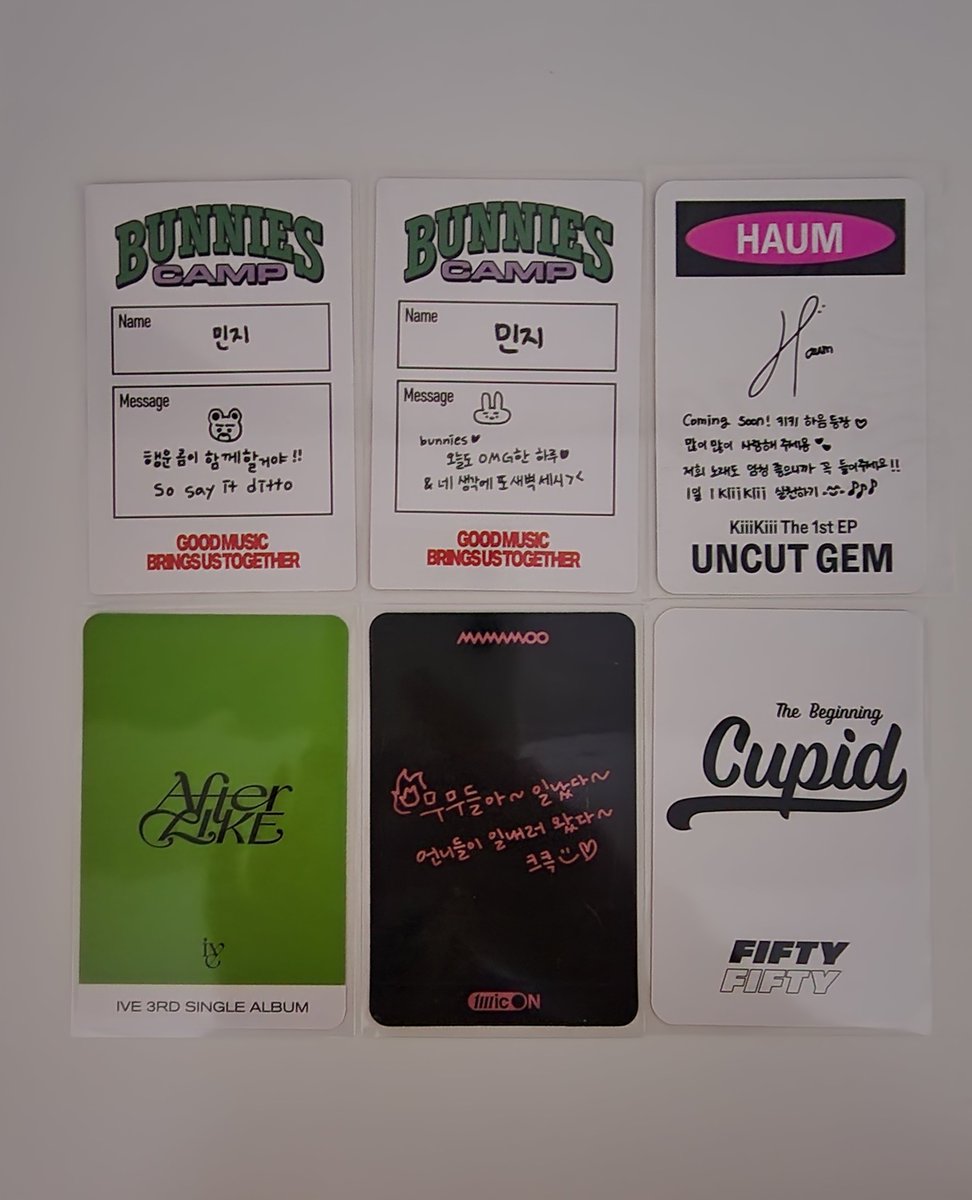 BUNNIES
CAMP
Name
민지
Message
행운 곰이 함께할거야!!
so say it ditto
GOOD MUSIC
BRINGS US TOGETHER
BUNNIES
CAMP
Name
민지
Message
bunnies♥
오늘도 OMG한 하루♥
& 네 생각에 또 새벽 세시 ><
GOOD MUSIC
BRINGS US TOGETHER
HAUM
Haum
Coming Soon! 키키 하음 등장 ♡
많이 많이 사랑해 주세용 ♥
저희 노래도 엄청 좋으니까 꼭 들어주세요!!
1일 1 KiiiKiii 실천하기 ♪♪♪
KiiiKiii The 1st EP
UNCUT GEM
After
LIKE
IVE
IVE 3RD SINGLE ALBUM
MAMAMOO
무무들아~ 일났다~
언니들이 일내러 왔다~
크큭 ♡
MIC ON
The Beginning
Cupid
FIFTY
FIFTY